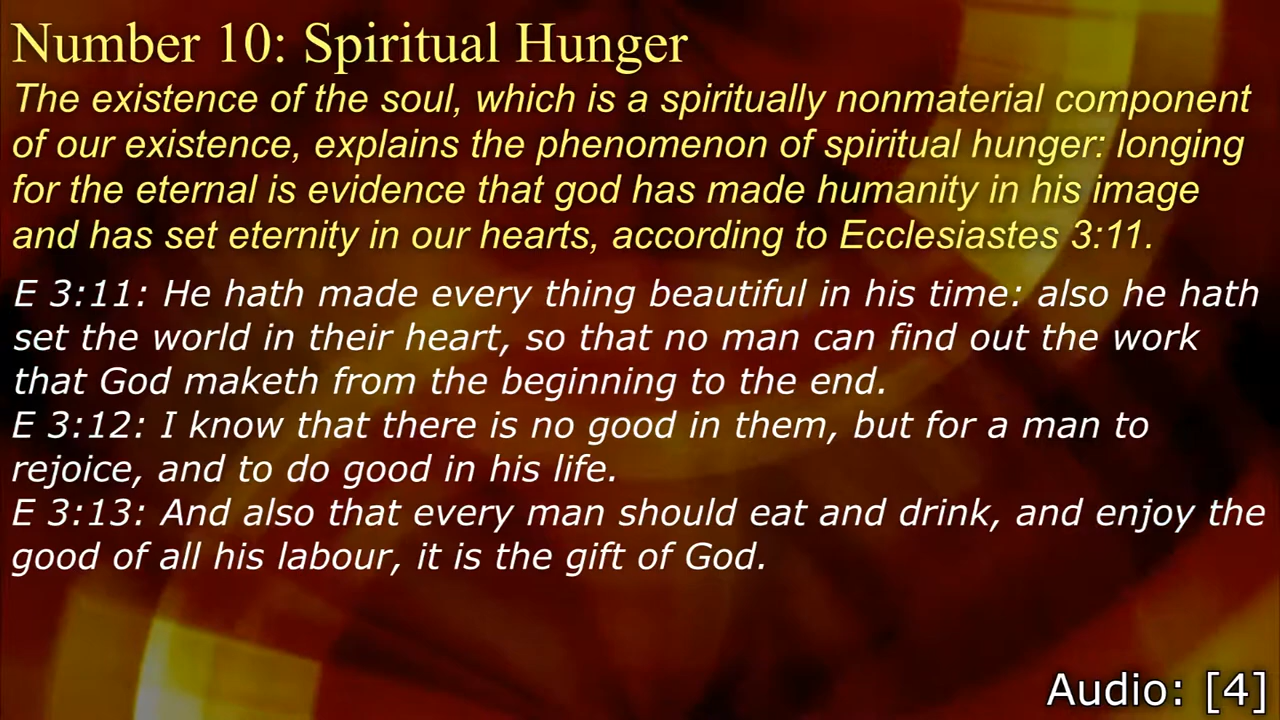 Number 10: Spiritual Hunger
The existence of the soul, which is a spiritually nonmaterial component
of our existence, explains the phenomenon of spiritual hunger: longing
for the eternal is evidence that god has made humanity in his image
and has set eternity in our hearts, according to Ecclesiastes 3:11.
E 3:11: He hath made every thing beautiful in his time: also he hath
set the world in their heart, so that no man can find out the work
that God maketh from the beginning to the end.
E 3:12: I know that there is no good in them, but for a man to
rejoice, and to do good in his life.
E 3:13: And also that every man should eat and drink, and enjoy the
good of all his labour, it is the gift of God.
Audio: [4]